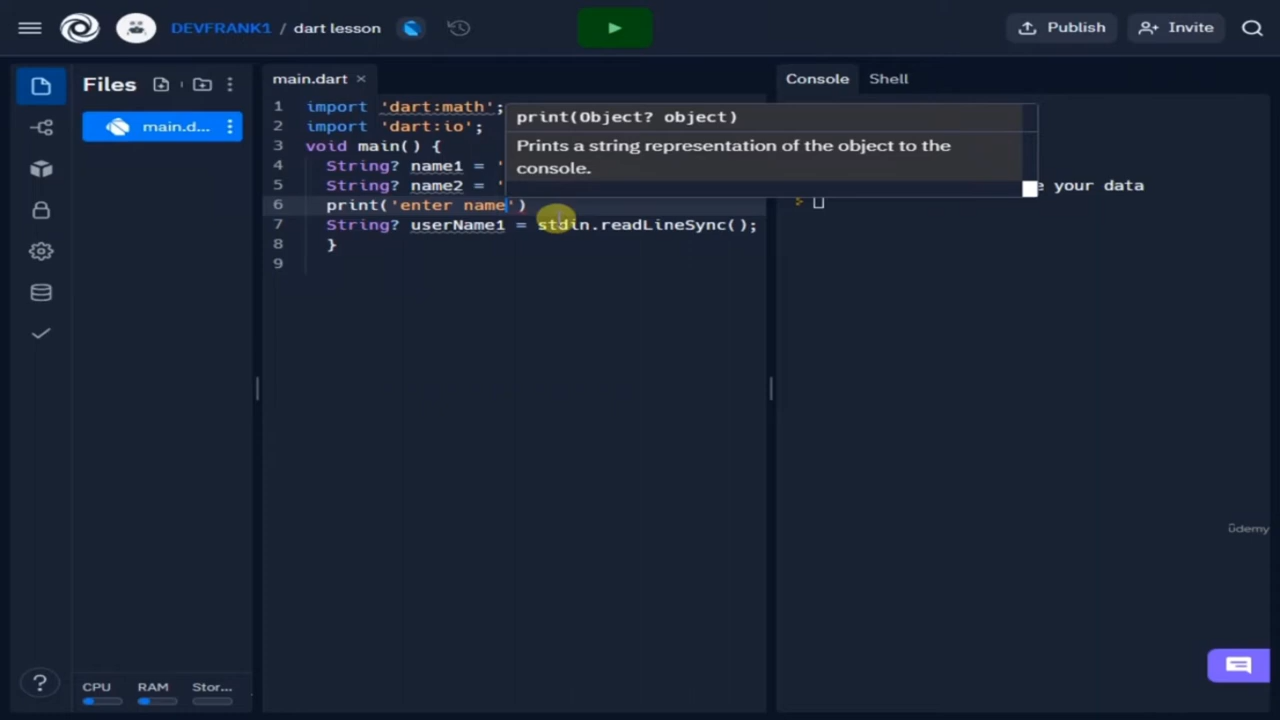 DEVFRANK1 / dart lesson
Publish
Invite
Files
main.d...
main.dart ×
Console
Shell
1 import 'dart:math';
2 import 'dart:io';
3 void main() {
4 String? name1 = '
5 String? name2 = '
6 print('enter name')
7 String? userName1 = stdin.readLineSync();
8 }
9
print(Object? object)
Prints a string representation of the object to the
console.
e your data
ûdemy
?
CPU
RAM
Stor...